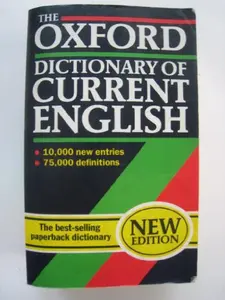 THE
OXFORD
DICTIONARY OF
CURRENT
ENGLISH
• 10,000 new entries
• 75,000 definitions
The best-selling
paperback dictionary
NEW
EDITION